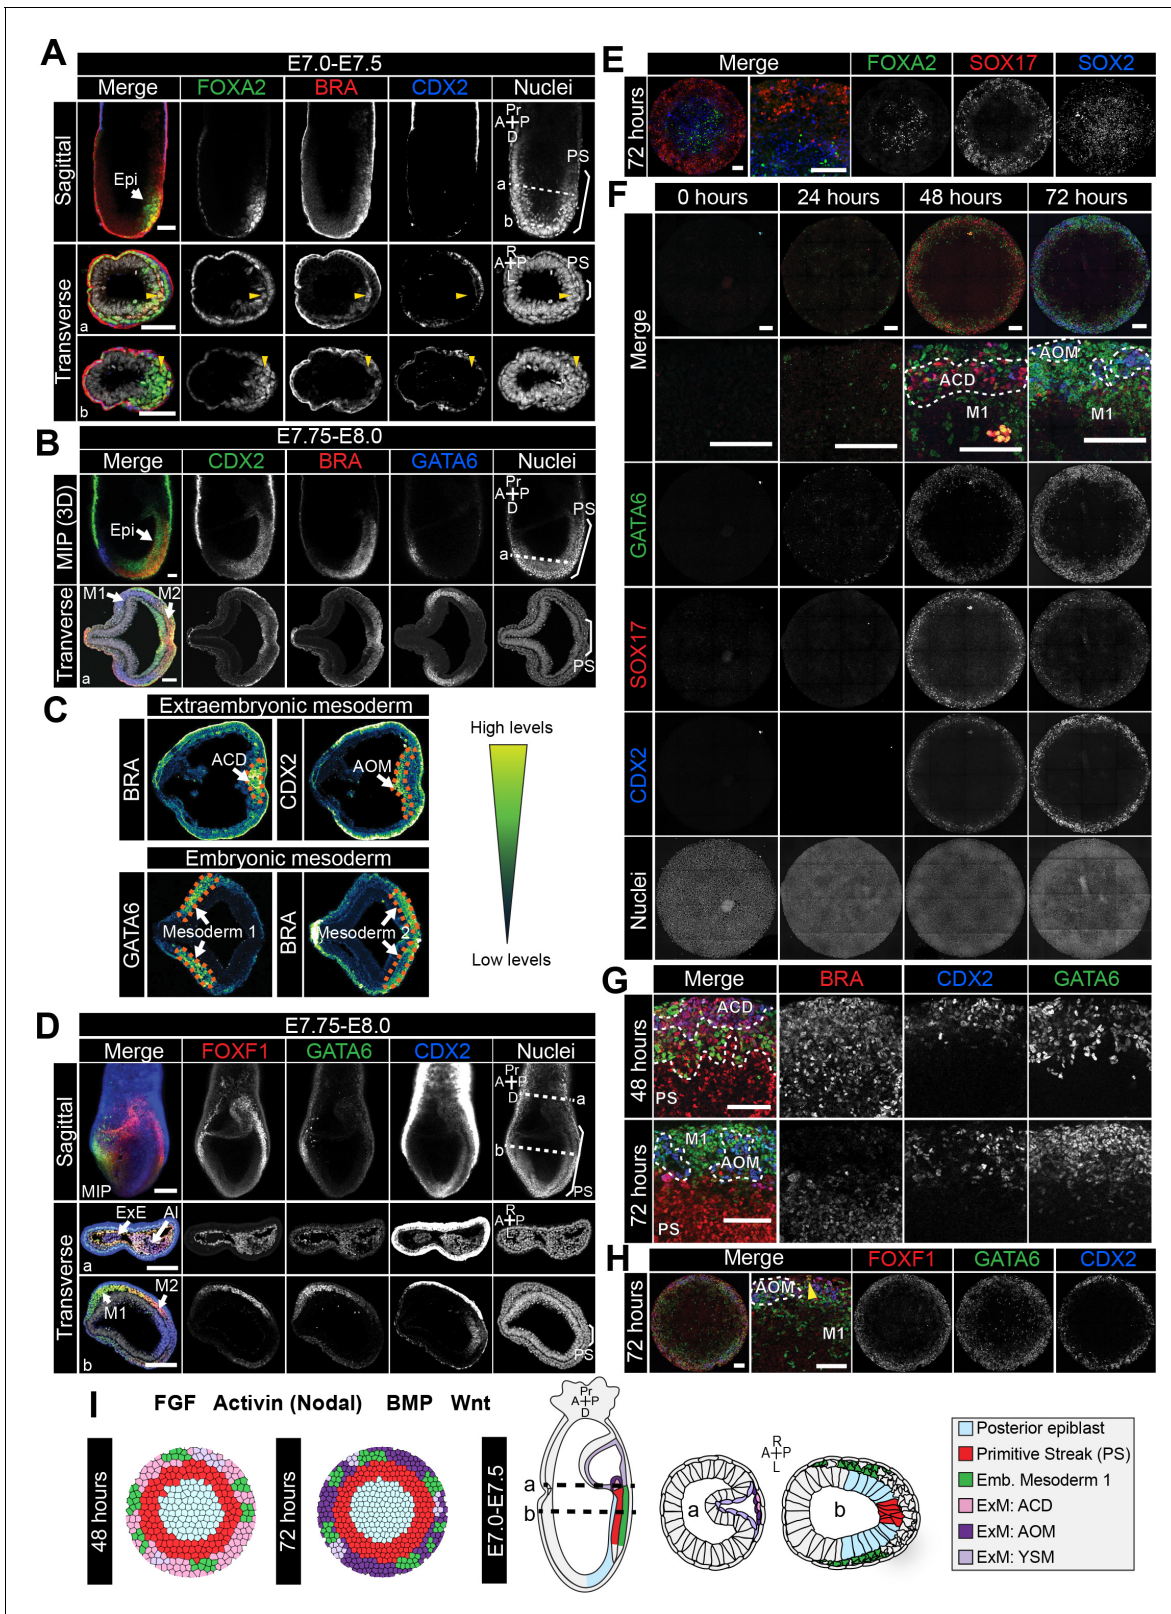 A
E7.0-E7.5
Merge FOXA2 BRA CDX2 Nuclei
Sagittal
Epi
Pr
A P
D
PS
a
b
Transverse
R
A P
L
PS
a
b
B
E7.75-E8.0
Merge CDX2 BRA GATA6 Nuclei
MIP (3D)
Epi
Pr
A P
D
PS
a
Tranverse
M1 M2
PS
a
C
Extraembryonic mesoderm
BRA
ACD
CDX2
AOM
Embryonic mesoderm
GATA6
Mesoderm 1
BRA
Mesoderm 2
High levels
Low levels
D
E7.75-E8.0
Merge FOXF1 GATA6 CDX2 Nuclei
Sagittal
MIP
Pr
A P
D
a
b
PS
Transverse
ExE Al
a
R
A P
L
M2
M1
b
PS
E
Merge FOXA2 SOX17 SOX2
72 hours
F
0 hours 24 hours 48 hours 72 hours
Merge
ACD
M1
AOM
M1
GATA6
SOX17
CDX2
Nuclei
G
Merge BRA CDX2 GATA6
48 hours
ACD
PS
72 hours
M1
AOM
PS
H
Merge FOXF1 GATA6 CDX2
72 hours
AOM
M1
I
FGF Activin (Nodal) BMP Wnt
48 hours
72 hours
E7.0-E7.5
Pr
A P
D
a
b
a
R
A P
L
b
Posterior epiblast
Primitive Streak (PS)
Emb. Mesoderm 1
ExM: ACD
ExM: AOM
ExM: YSM